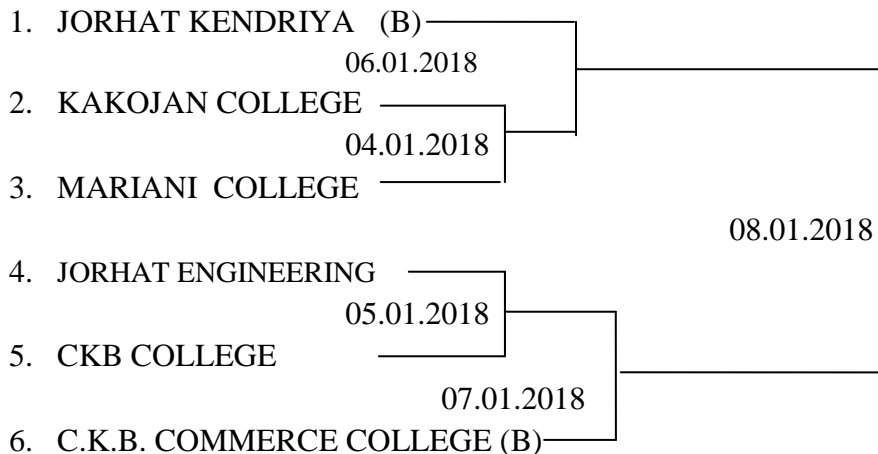 1. JORHAT KENDRIYA (B)
06.01.2018
2. KAKOJAN COLLEGE
04.01.2018
3. MARIANI COLLEGE
08.01.2018
4. JORHAT ENGINEERING
05.01.2018
5. CKB COLLEGE
07.01.2018
6. C.K.B. COMMERCE COLLEGE (B)